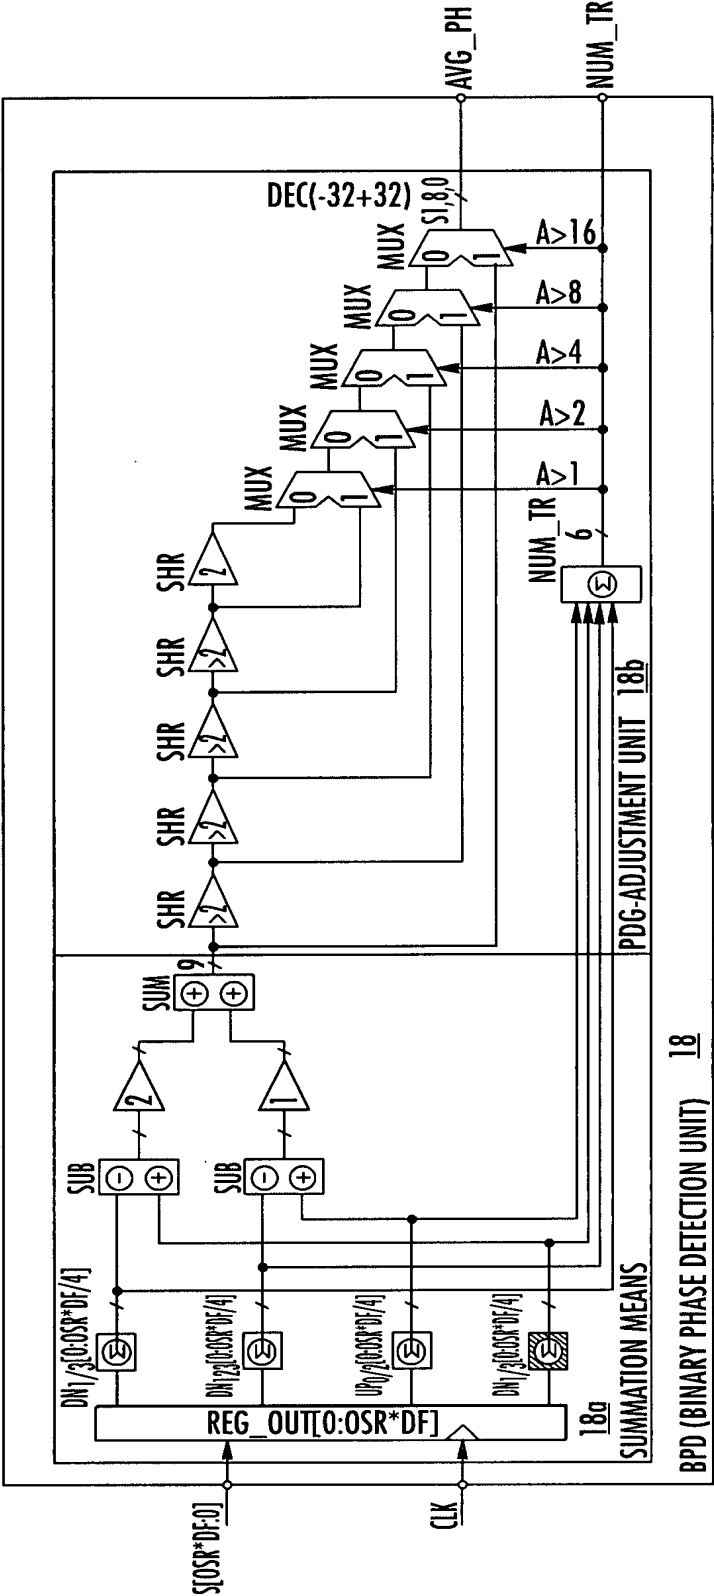 S[OSR*DF:0]
CLK
REG_OUT[0:OSR*DF]
18a
SUMMATION MEANS
DN1/3[0:OSR*DF/4]
Σ
DN123[0:OSR*DF/4]
Σ
UP0/2[0:OSR*DF/4]
Σ
DN1/3[0:OSR*DF/4]
Σ
SUB
- +
SUB
- +
2
1
SUM
+ +
9
SHR
<2
SHR
<2
SHR
<2
SHR
<2
SHR
2
MUX
0 1
MUX
0 1
MUX
0 1
MUX
0 1
MUX
0 1
A>1
A>2
A>4
A>8
A>16
Σ
NUM_TR
6
DEC(-32+32)
S1,8,0
AVG_PH
NUM_TR
PDG-ADJUSTMENT UNIT 18b
BPD (BINARY PHASE DETECTION UNIT) 18